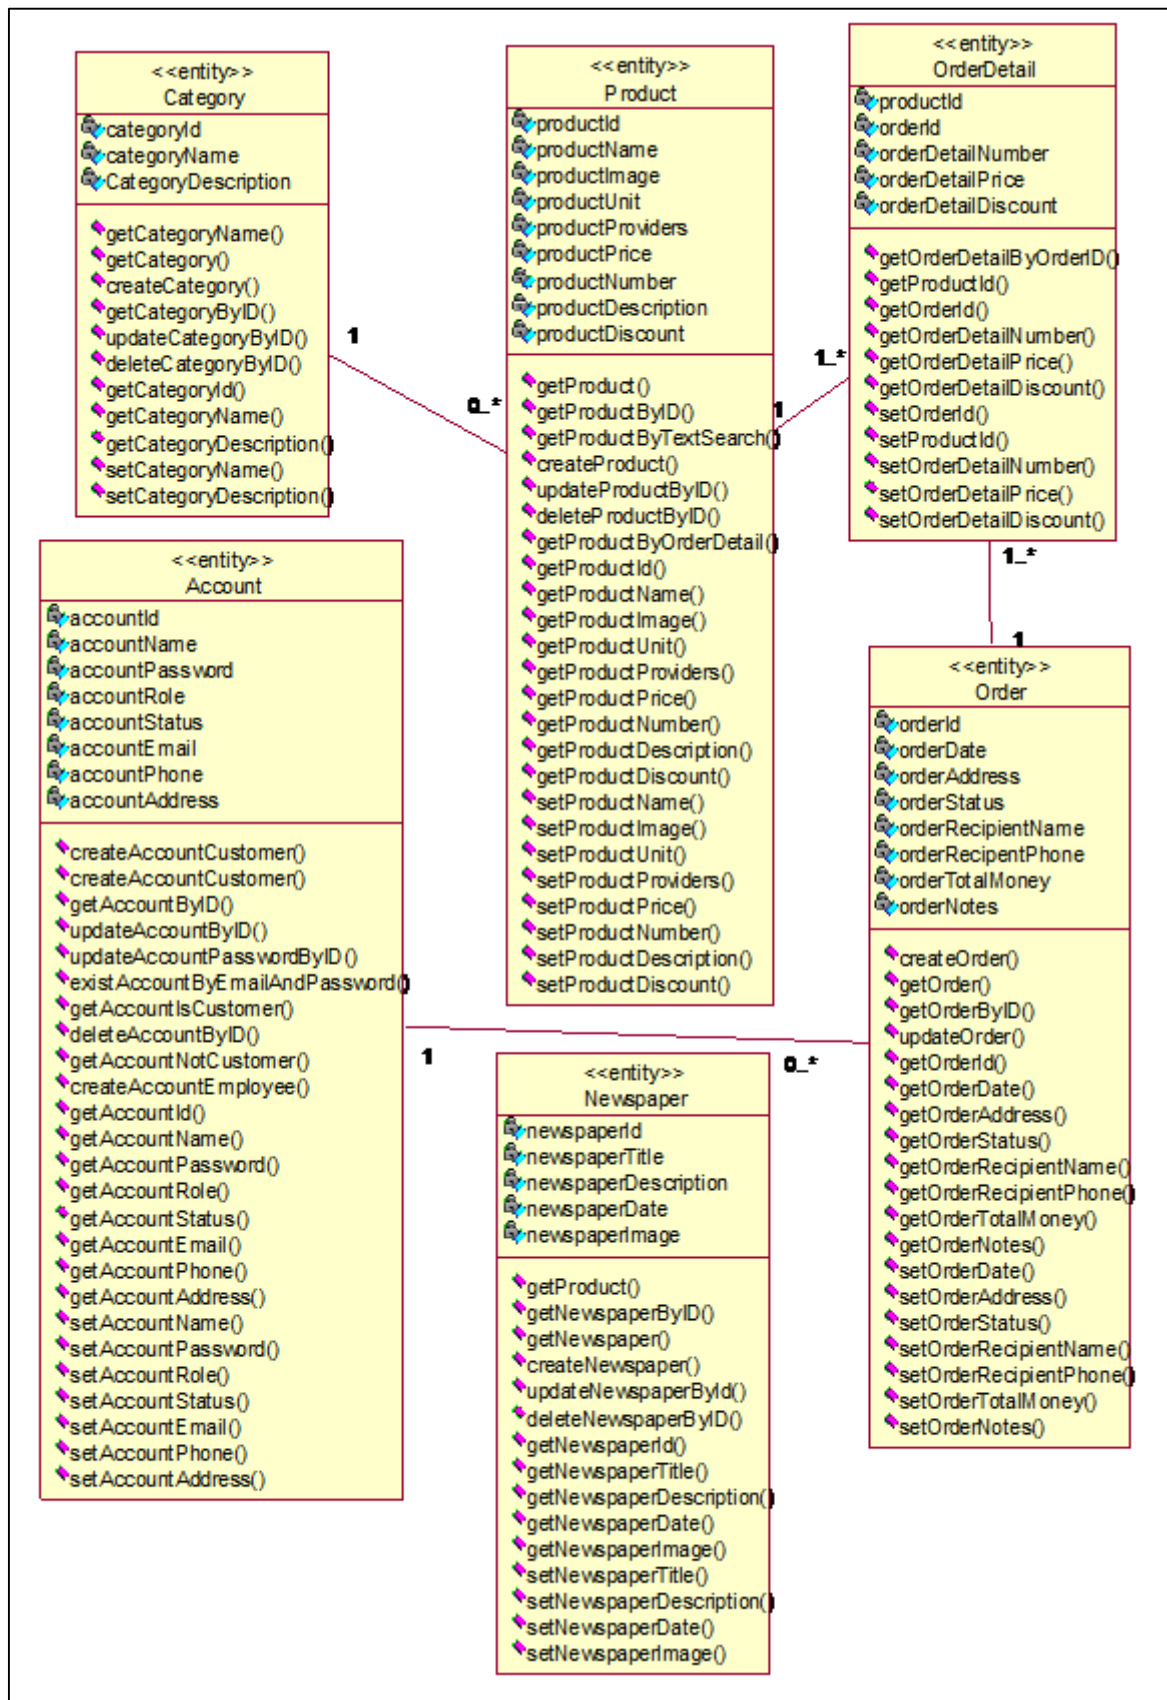 <<entity>>
Category
categoryId
categoryName
CategoryDescription
getCategoryName()
getCategory()
createCategory()
getCategoryByID()
updateCategoryByID()
deleteCategoryByID()
getCategoryId()
getCategoryName()
getCategoryDescription()
setCategoryName()
setCategoryDescription()
1
0..*
<<entity>>
Product
productId
productName
productImage
productUnit
productProviders
productPrice
productNumber
productDescription
productDiscount
getProduct()
getProductByID()
getProductByTextSearch()
createProduct()
updateProductByID()
deleteProductByID()
getProductByOrderDetail()
getProductId()
getProductName()
getProductImage()
getProductUnit()
getProductProviders()
getProductPrice()
getProductNumber()
getProductDescription()
getProductDiscount()
setProductName()
setProductImage()
setProductUnit()
setProductProviders()
setProductPrice()
setProductNumber()
setProductDescription()
setProductDiscount()
1
1..*
<<entity>>
OrderDetail
productId
orderId
orderDetailNumber
orderDetailPrice
orderDetailDiscount
getOrderDetailByOrderID()
getProductId()
getOrderId()
getOrderDetailNumber()
getOrderDetailPrice()
getOrderDetailDiscount()
setOrderId()
setProductId()
setOrderDetailNumber()
setOrderDetailPrice()
setOrderDetailDiscount()
1..*
1
<<entity>>
Account
accountId
accountName
accountPassword
accountRole
accountStatus
accountEmail
accountPhone
accountAddress
createAccountCustomer()
createAccountCustomer()
getAccountByID()
updateAccountByID()
updateAccountPasswordByID()
existAccountByEmailAndPassword()
getAccountIsCustomer()
deleteAccountByID()
getAccountNotCustomer()
createAccountEmployee()
getAccountId()
getAccountName()
getAccountPassword()
getAccountRole()
getAccountStatus()
getAccountEmail()
getAccountPhone()
getAccountAddress()
setAccountName()
setAccountPassword()
setAccountRole()
setAccountStatus()
setAccountEmail()
setAccountPhone()
setAccountAddress()
1
0..*
<<entity>>
Order
orderId
orderDate
orderAddress
orderStatus
orderRecipientName
orderRecipentPhone
orderTotalMoney
orderNotes
createOrder()
getOrder()
getOrderByID()
updateOrder()
getOrderId()
getOrderDate()
getOrderAddress()
getOrderStatus()
getOrderRecipientName()
getOrderRecipientPhone()
getOrderTotalMoney()
getOrderNotes()
setOrderDate()
setOrderAddress()
setOrderStatus()
setOrderRecipientName()
setOrderRecipientPhone()
setOrderTotalMoney()
setOrderNotes()
<<entity>>
Newspaper
newspaperId
newspaperTitle
newspaperDescription
newspaperDate
newspaperImage
getProduct()
getNewspaperByID()
getNewspaper()
createNewspaper()
updateNewspaperById()
deleteNewspaperByID()
getNewspaperId()
getNewspaperTitle()
getNewspaperDescription()
getNewspaperDate()
getNewspaperImage()
setNewspaperTitle()
setNewspaperDescription()
setNewspaperDate()
setNewspaperImage()